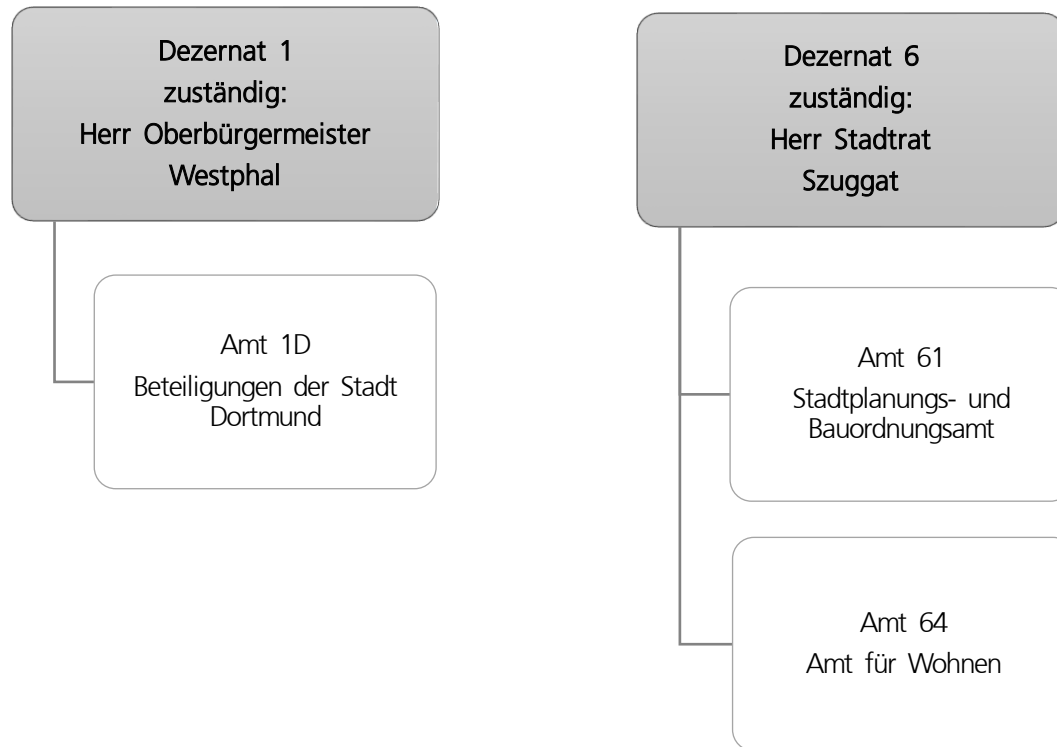 Dezernat 1
zuständig:
Herr Oberbürgermeister
Westphal
Amt 1D
Beteiligungen der Stadt
Dortmund
Dezernat 6
zuständig:
Herr Stadtrat
Szuggat
Amt 61
Stadtplanungs- und
Bauordnungsamt
Amt 64
Amt für Wohnen